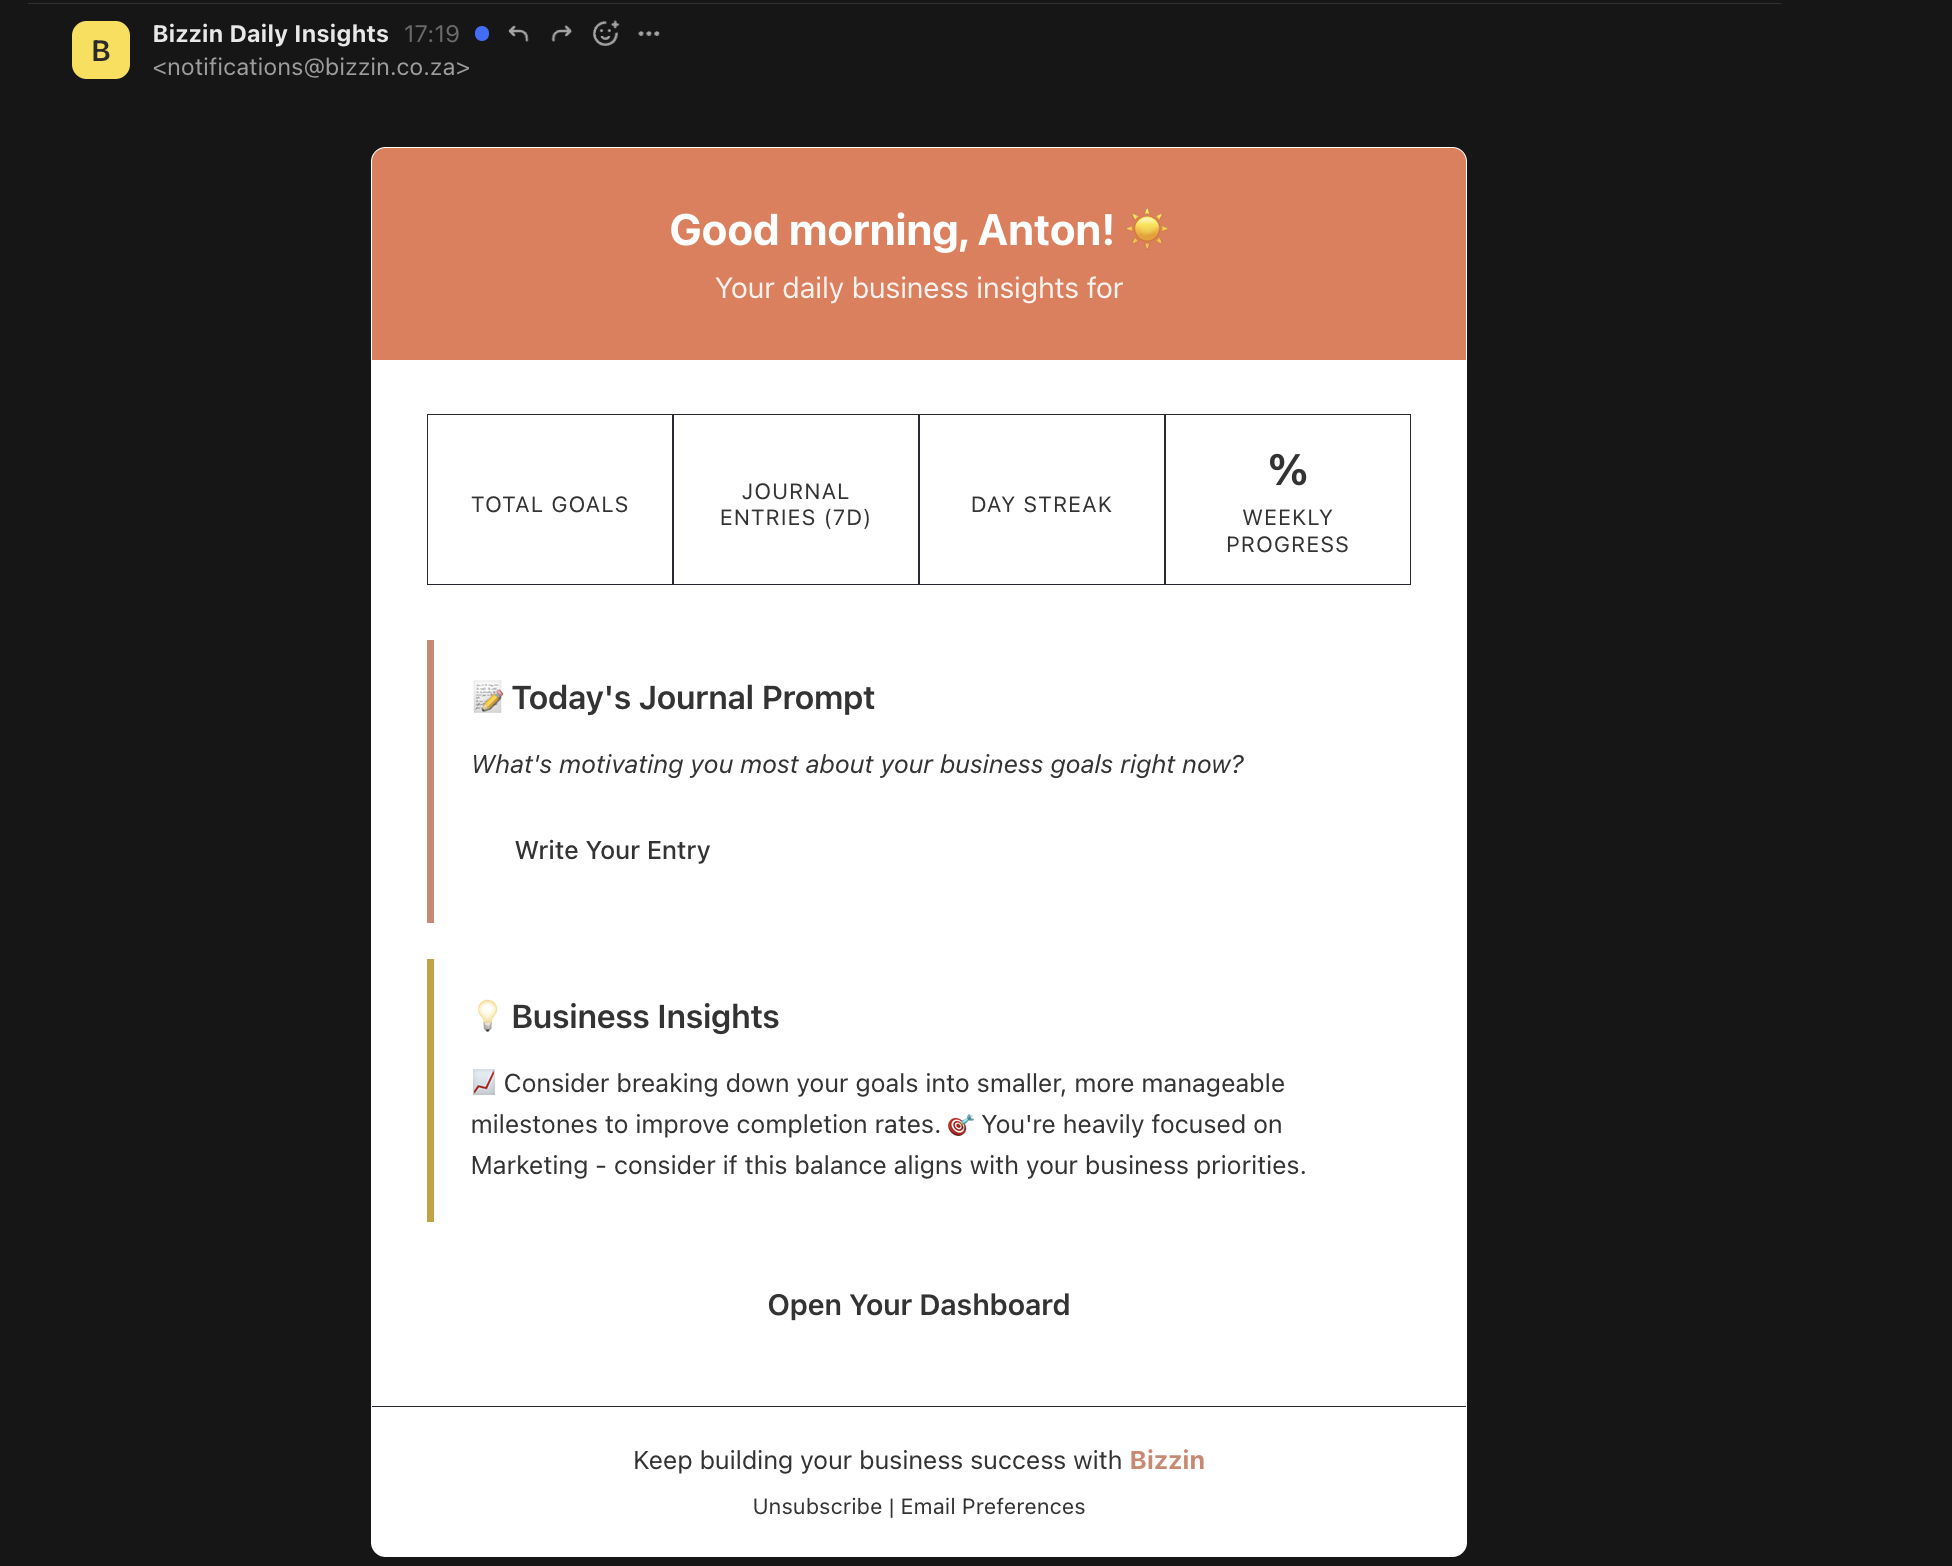 B
Bizzin Daily Insights 17:19
<notifications@bizzin.co.za>
Good morning, Anton! ☀️
Your daily business insights for
TOTAL GOALS
JOURNAL
ENTRIES (7D)
DAY STREAK
%
WEEKLY
PROGRESS
📝 Today's Journal Prompt
What's motivating you most about your business goals right now?
Write Your Entry
💡 Business Insights
📈 Consider breaking down your goals into smaller, more manageable
milestones to improve completion rates. 🎯 You're heavily focused on
Marketing - consider if this balance aligns with your business priorities.
Open Your Dashboard
Keep building your business success with Bizzin
Unsubscribe | Email Preferences